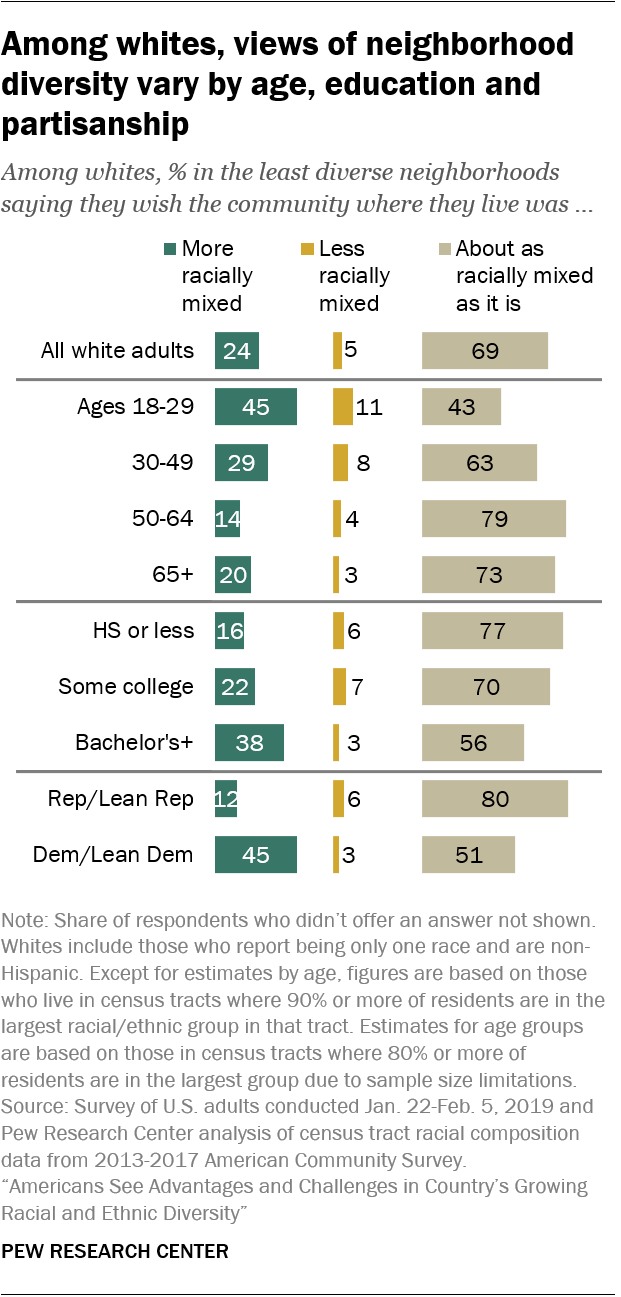 Among whites, views of neighborhood
diversity vary by age, education and
partisanship
Among whites, % in the least diverse neighborhoods
saying they wish the community where they live was ...
More racially mixed
Less racially mixed
About as racially mixed as it is
All white adults 24 5 69
Ages 18-29 45 11 43
30-49 29 8 63
50-64 14 4 79
65+ 20 3 73
HS or less 16 6 77
Some college 22 7 70
Bachelor's+ 38 3 56
Rep/Lean Rep 12 6 80
Dem/Lean Dem 45 3 51
Note: Share of respondents who didn’t offer an answer not shown.
Whites include those who report being only one race and are non-
Hispanic. Except for estimates by age, figures are based on those
who live in census tracts where 90% or more of residents are in the
largest racial/ethnic group in that tract. Estimates for age groups
are based on those in census tracts where 80% or more of
residents are in the largest group due to sample size limitations.
Source: Survey of U.S. adults conducted Jan. 22-Feb. 5, 2019 and
Pew Research Center analysis of census tract racial composition
data from 2013-2017 American Community Survey.
“Americans See Advantages and Challenges in Country’s Growing
Racial and Ethnic Diversity”
PEW RESEARCH CENTER